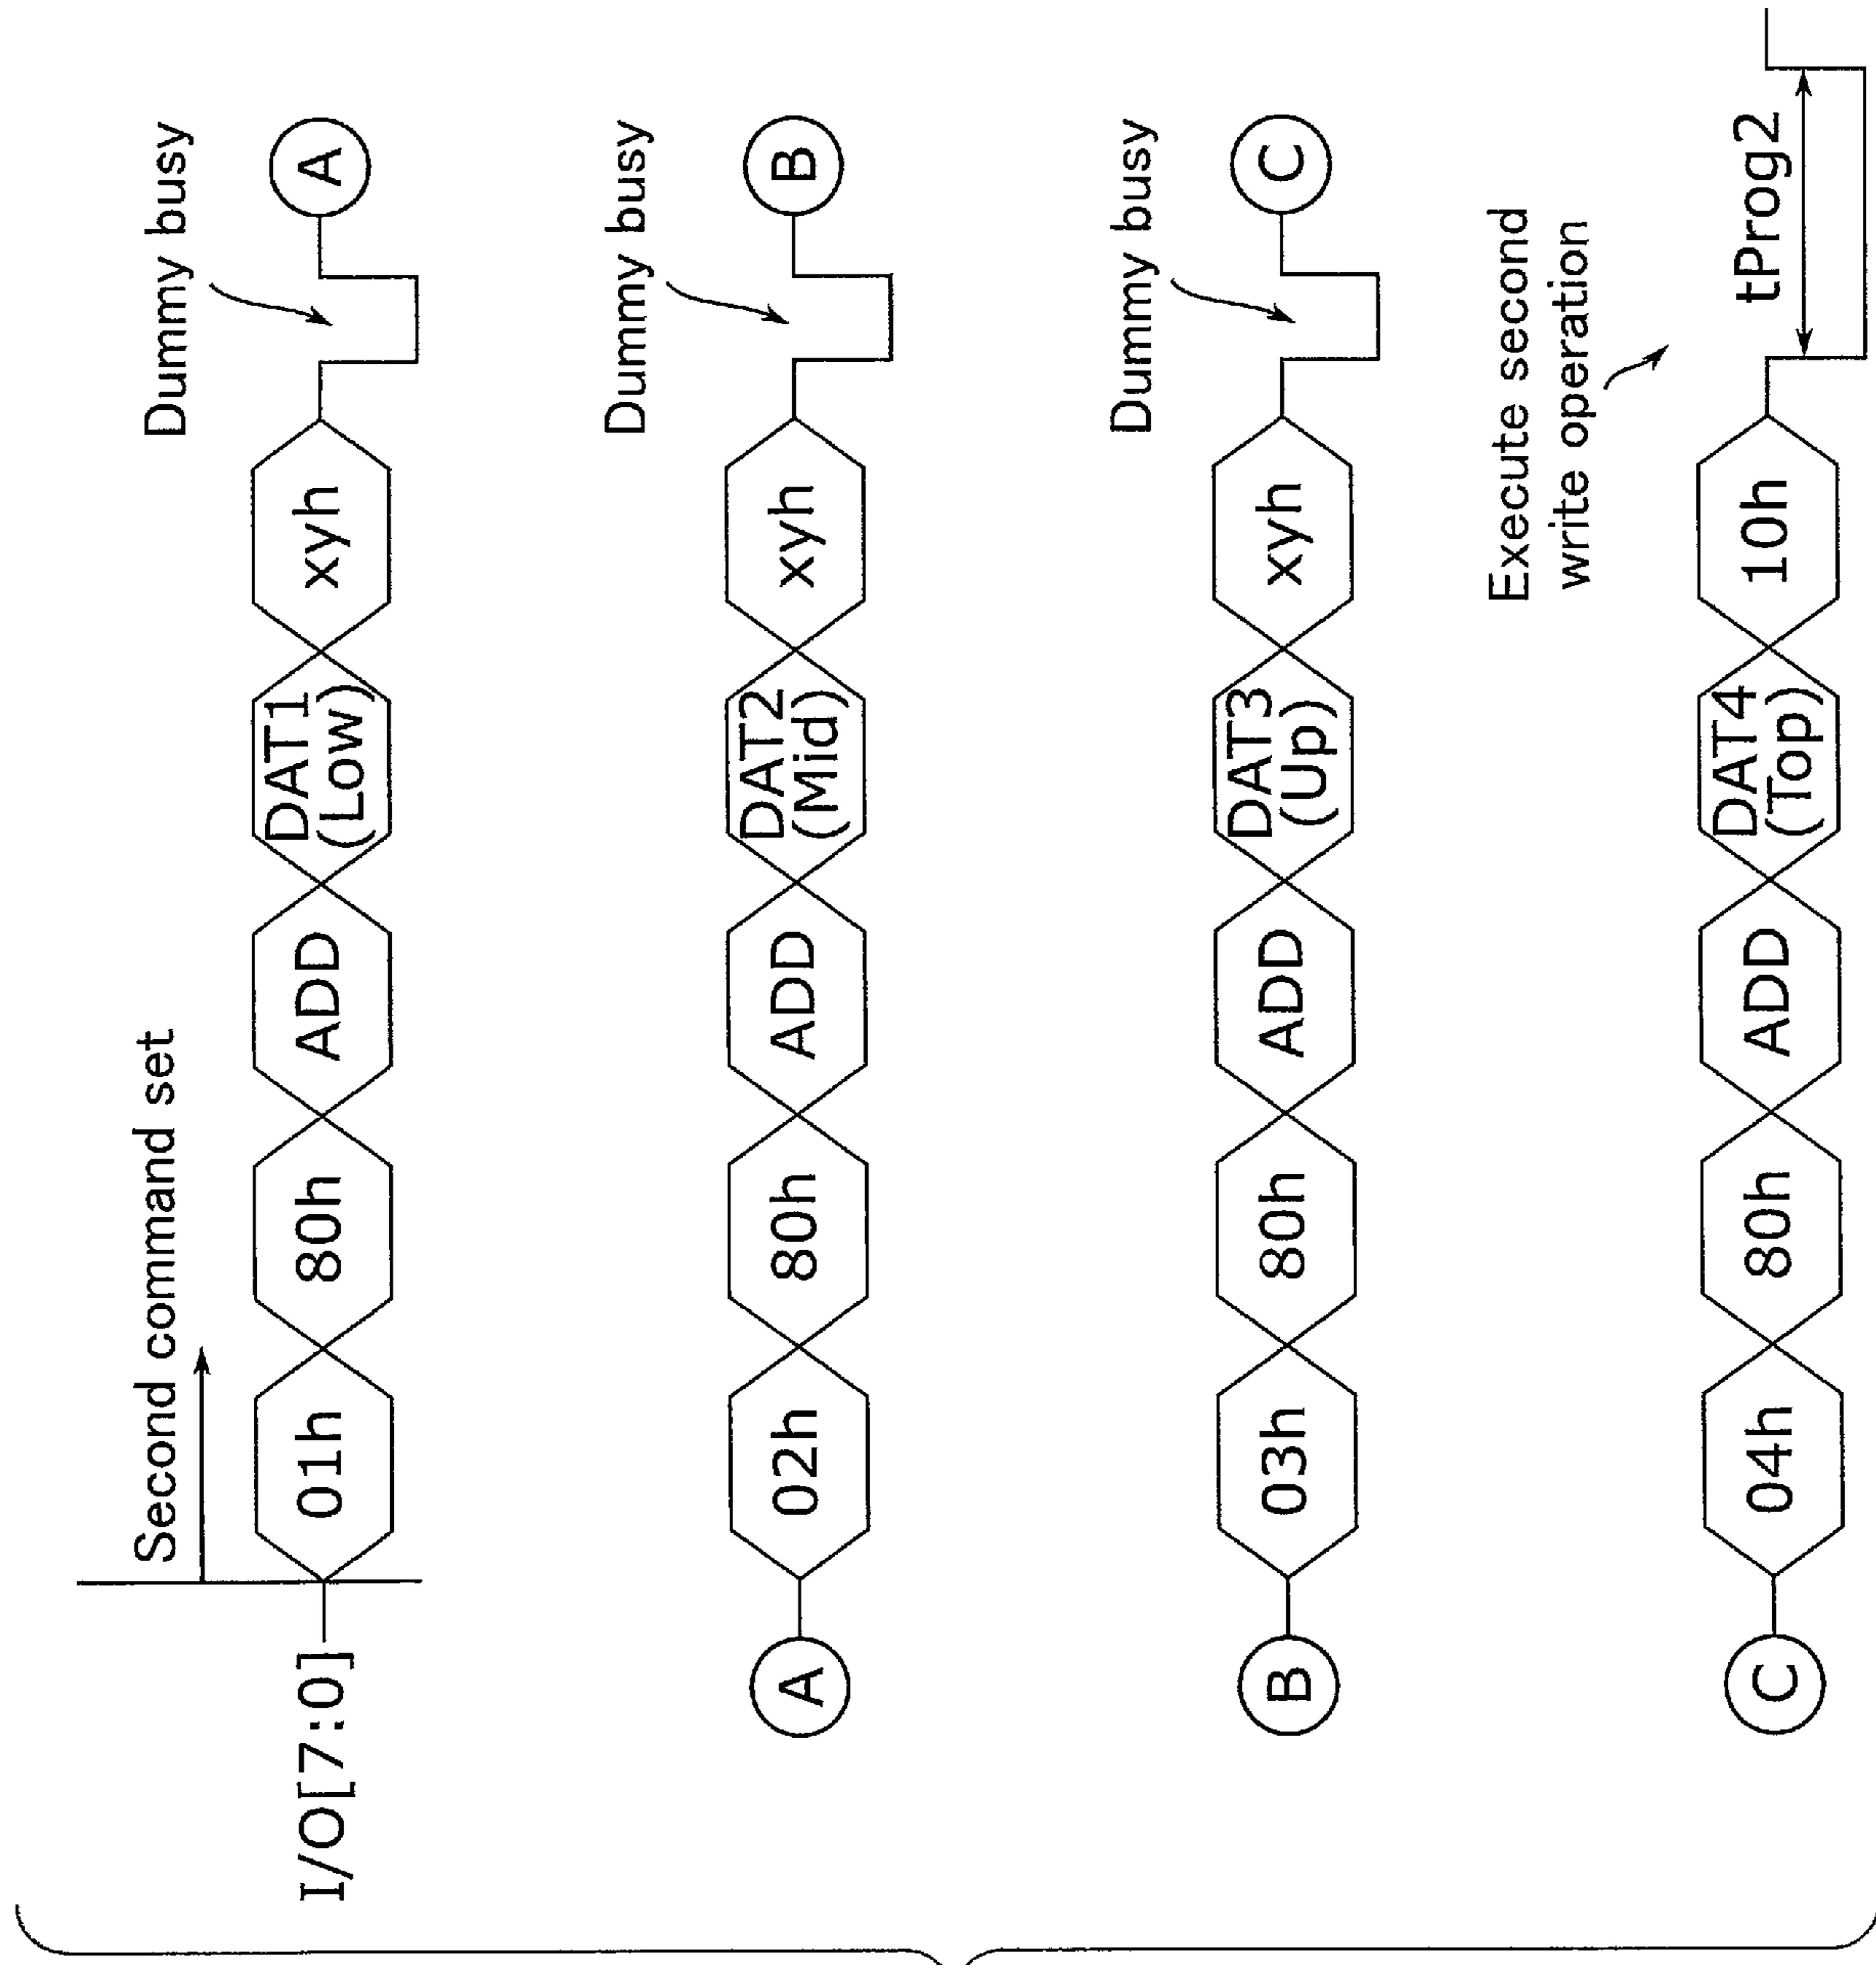 Second command set
Dummy busy
I/O[7:0]
01h
80h
ADD
DAT1
(Low)
xyh
A
Dummy busy
A
02h
80h
ADD
DAT2
(Mid)
xyh
B
Dummy busy
B
03h
80h
ADD
DAT3
(Up)
xyh
C
Execute second
write operation
C
04h
80h
ADD
DAT4
(Top)
10h
tProg2